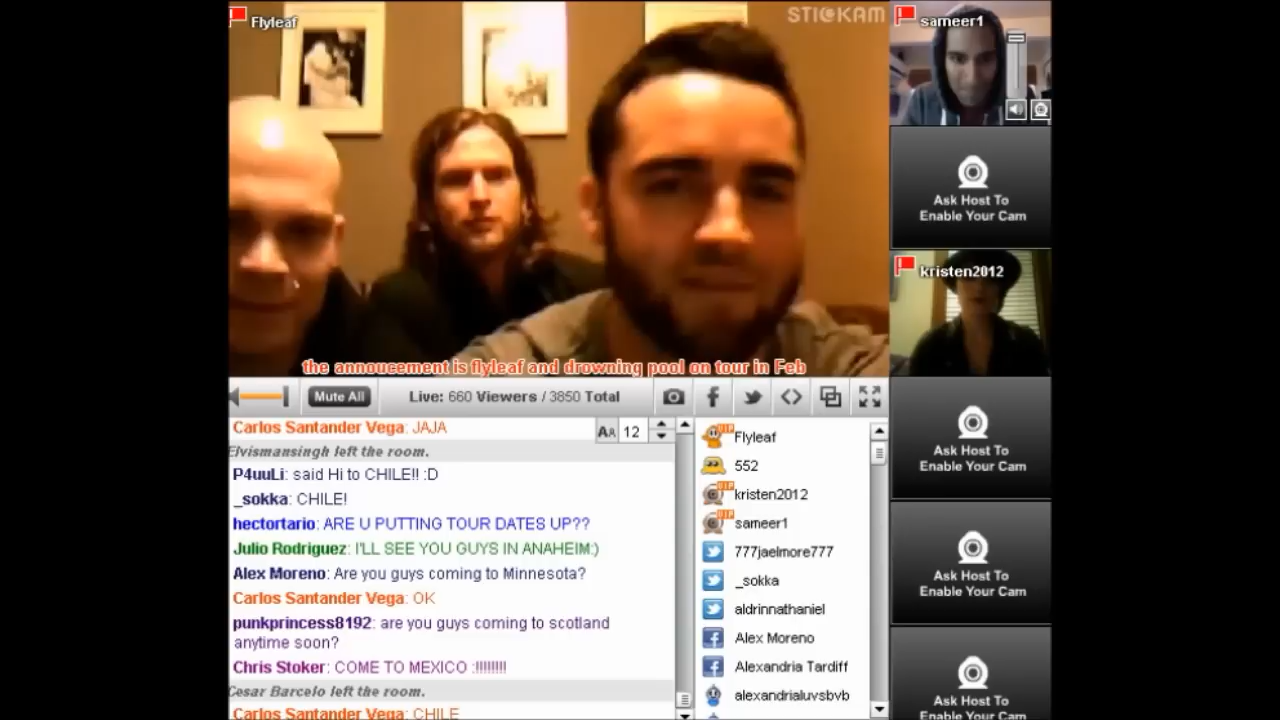 Flyleaf
STICKAM
sameer1
Ask Host To
Enable Your Cam
kristen2012
the annoucement is flyleaf and drowning pool on tour in Feb
Mute All
Live: 660 Viewers / 3850 Total
AA 12
Carlos Santander Vega: JAJA
Elvismansingh left the room.
P4uuLi: said Hi to CHILE!! :D
_sokka: CHILE!
hectortario: ARE U PUTTING TOUR DATES UP??
Julio Rodriguez: I'LL SEE YOU GUYS IN ANAHEIM:)
Alex Moreno: Are you guys coming to Minnesota?
Carlos Santander Vega: OK
punkprincess8192: are you guys coming to scotland
anytime soon?
Chris Stoker: COME TO MEXICO :!!!!!!!!
Cesar Barcelo left the room.
Carlos Santander Vega: CHILE
VIP Flyleaf
552
VIP kristen2012
VIP sameer1
777jaelmore777
_sokka
aldrinnathaniel
Alex Moreno
Alexandria Tardiff
alexandrialuvsbvb
Ask Host To
Enable Your Cam
Ask Host To
Enable Your Cam
Ask Host To
Enable Your Cam